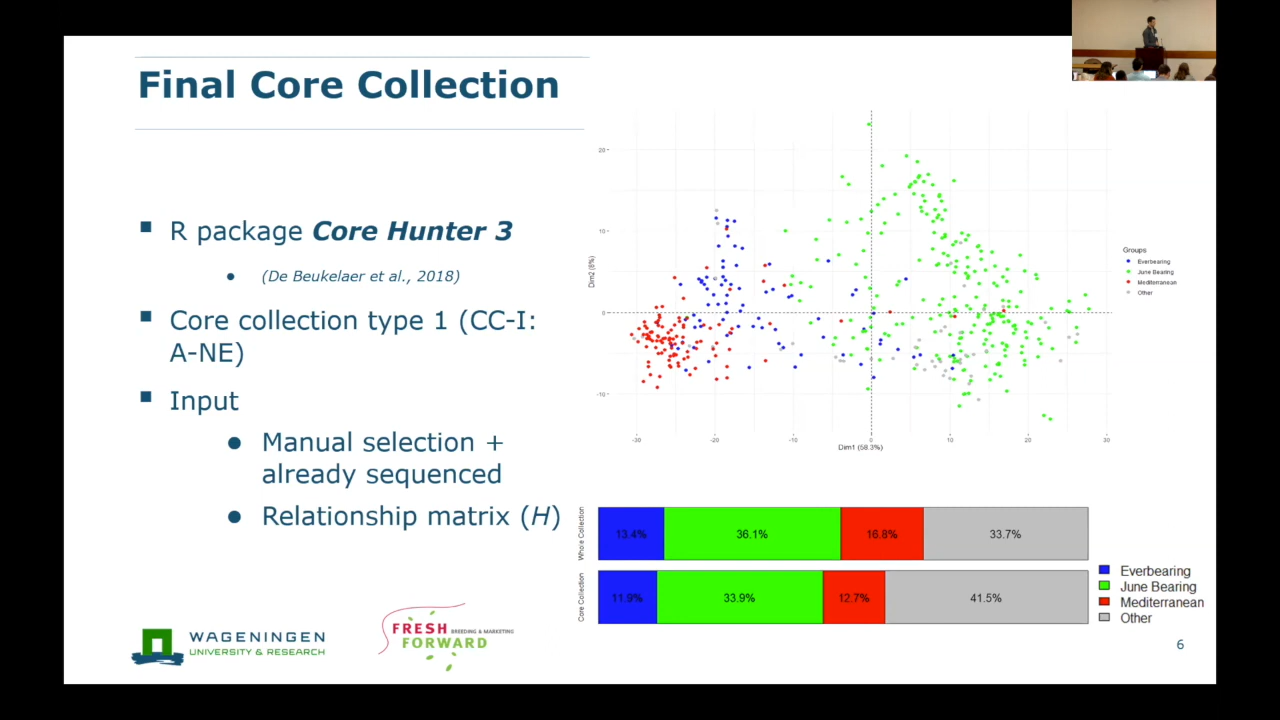 Final Core Collection
R package Core Hunter 3
(De Beukelaer et al., 2018)
Core collection type 1 (CC-I:
A-NE)
Input
Manual selection +
already sequenced
Relationship matrix (H)
20
10
0
-10
Dim2 (8%)
-30
-20
-10
0
10
20
30
Dim1 (58.3%)
Groups
Everbearing
June Bearing
Mediterranean
Other
Whole Collection
13.4%
36.1%
16.8%
33.7%
Core Collection
11.9%
33.9%
12.7%
41.5%
Everbearing
June Bearing
Mediterranean
Other
WAGENINGEN
UNIVERSITY & RESEARCH
FRESH BREEDING & MARKETING
FORWARD
6